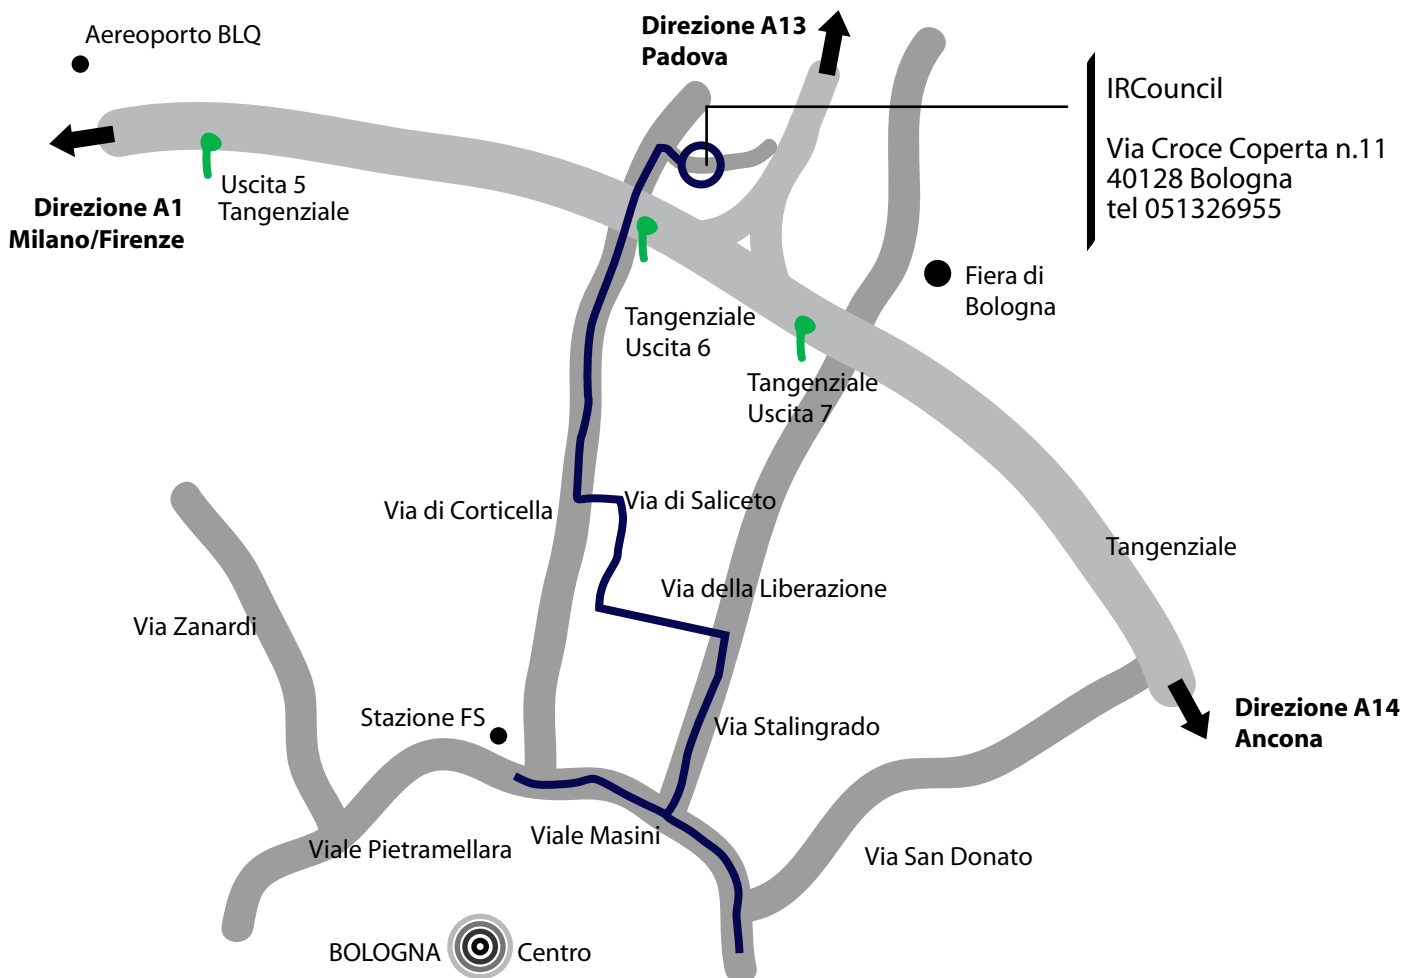 Aereoporto BLQ
Direzione A13
Padova
IRCouncil
Via Croce Coperta n.11
40128 Bologna
tel 051326955
Uscita 5
Tangenziale
Direzione A1
Milano/Firenze
Fiera di
Bologna
Tangenziale
Uscita 6
Tangenziale
Uscita 7
Via di Corticella
Via di Saliceto
Tangenziale
Via della Liberazione
Via Zanardi
Stazione FS
Via Stalingrado
Direzione A14
Ancona
Viale Pietramellara
Viale Masini
Via San Donato
BOLOGNA Centro